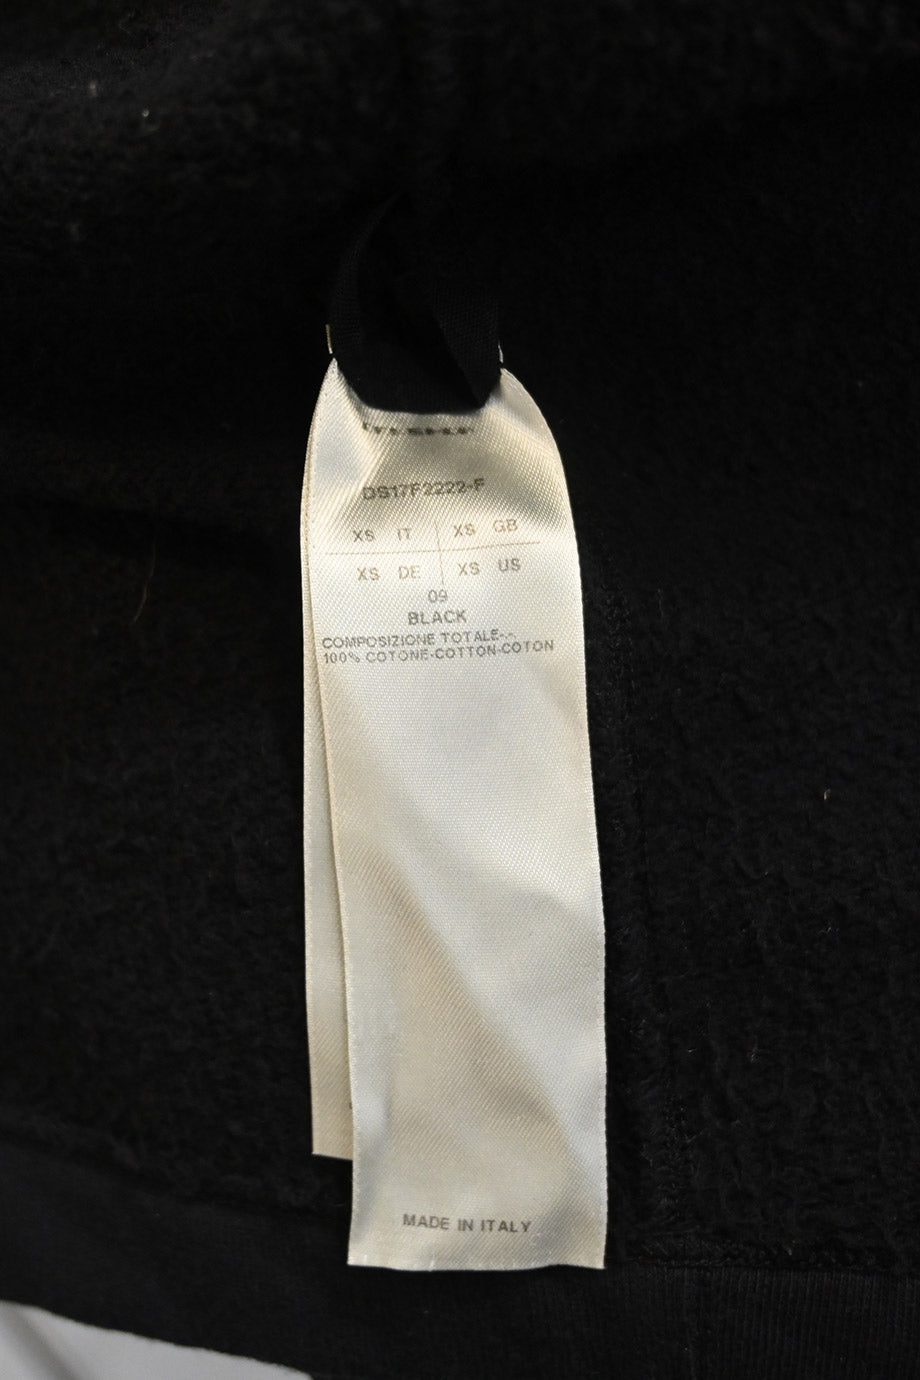 DS17F2222-F
XS IT XS GB
XS DE XS US
09
BLACK
COMPOSIZIONE TOTALE-.-.
100% COTONE-COTTON-COTON
MADE IN ITALY